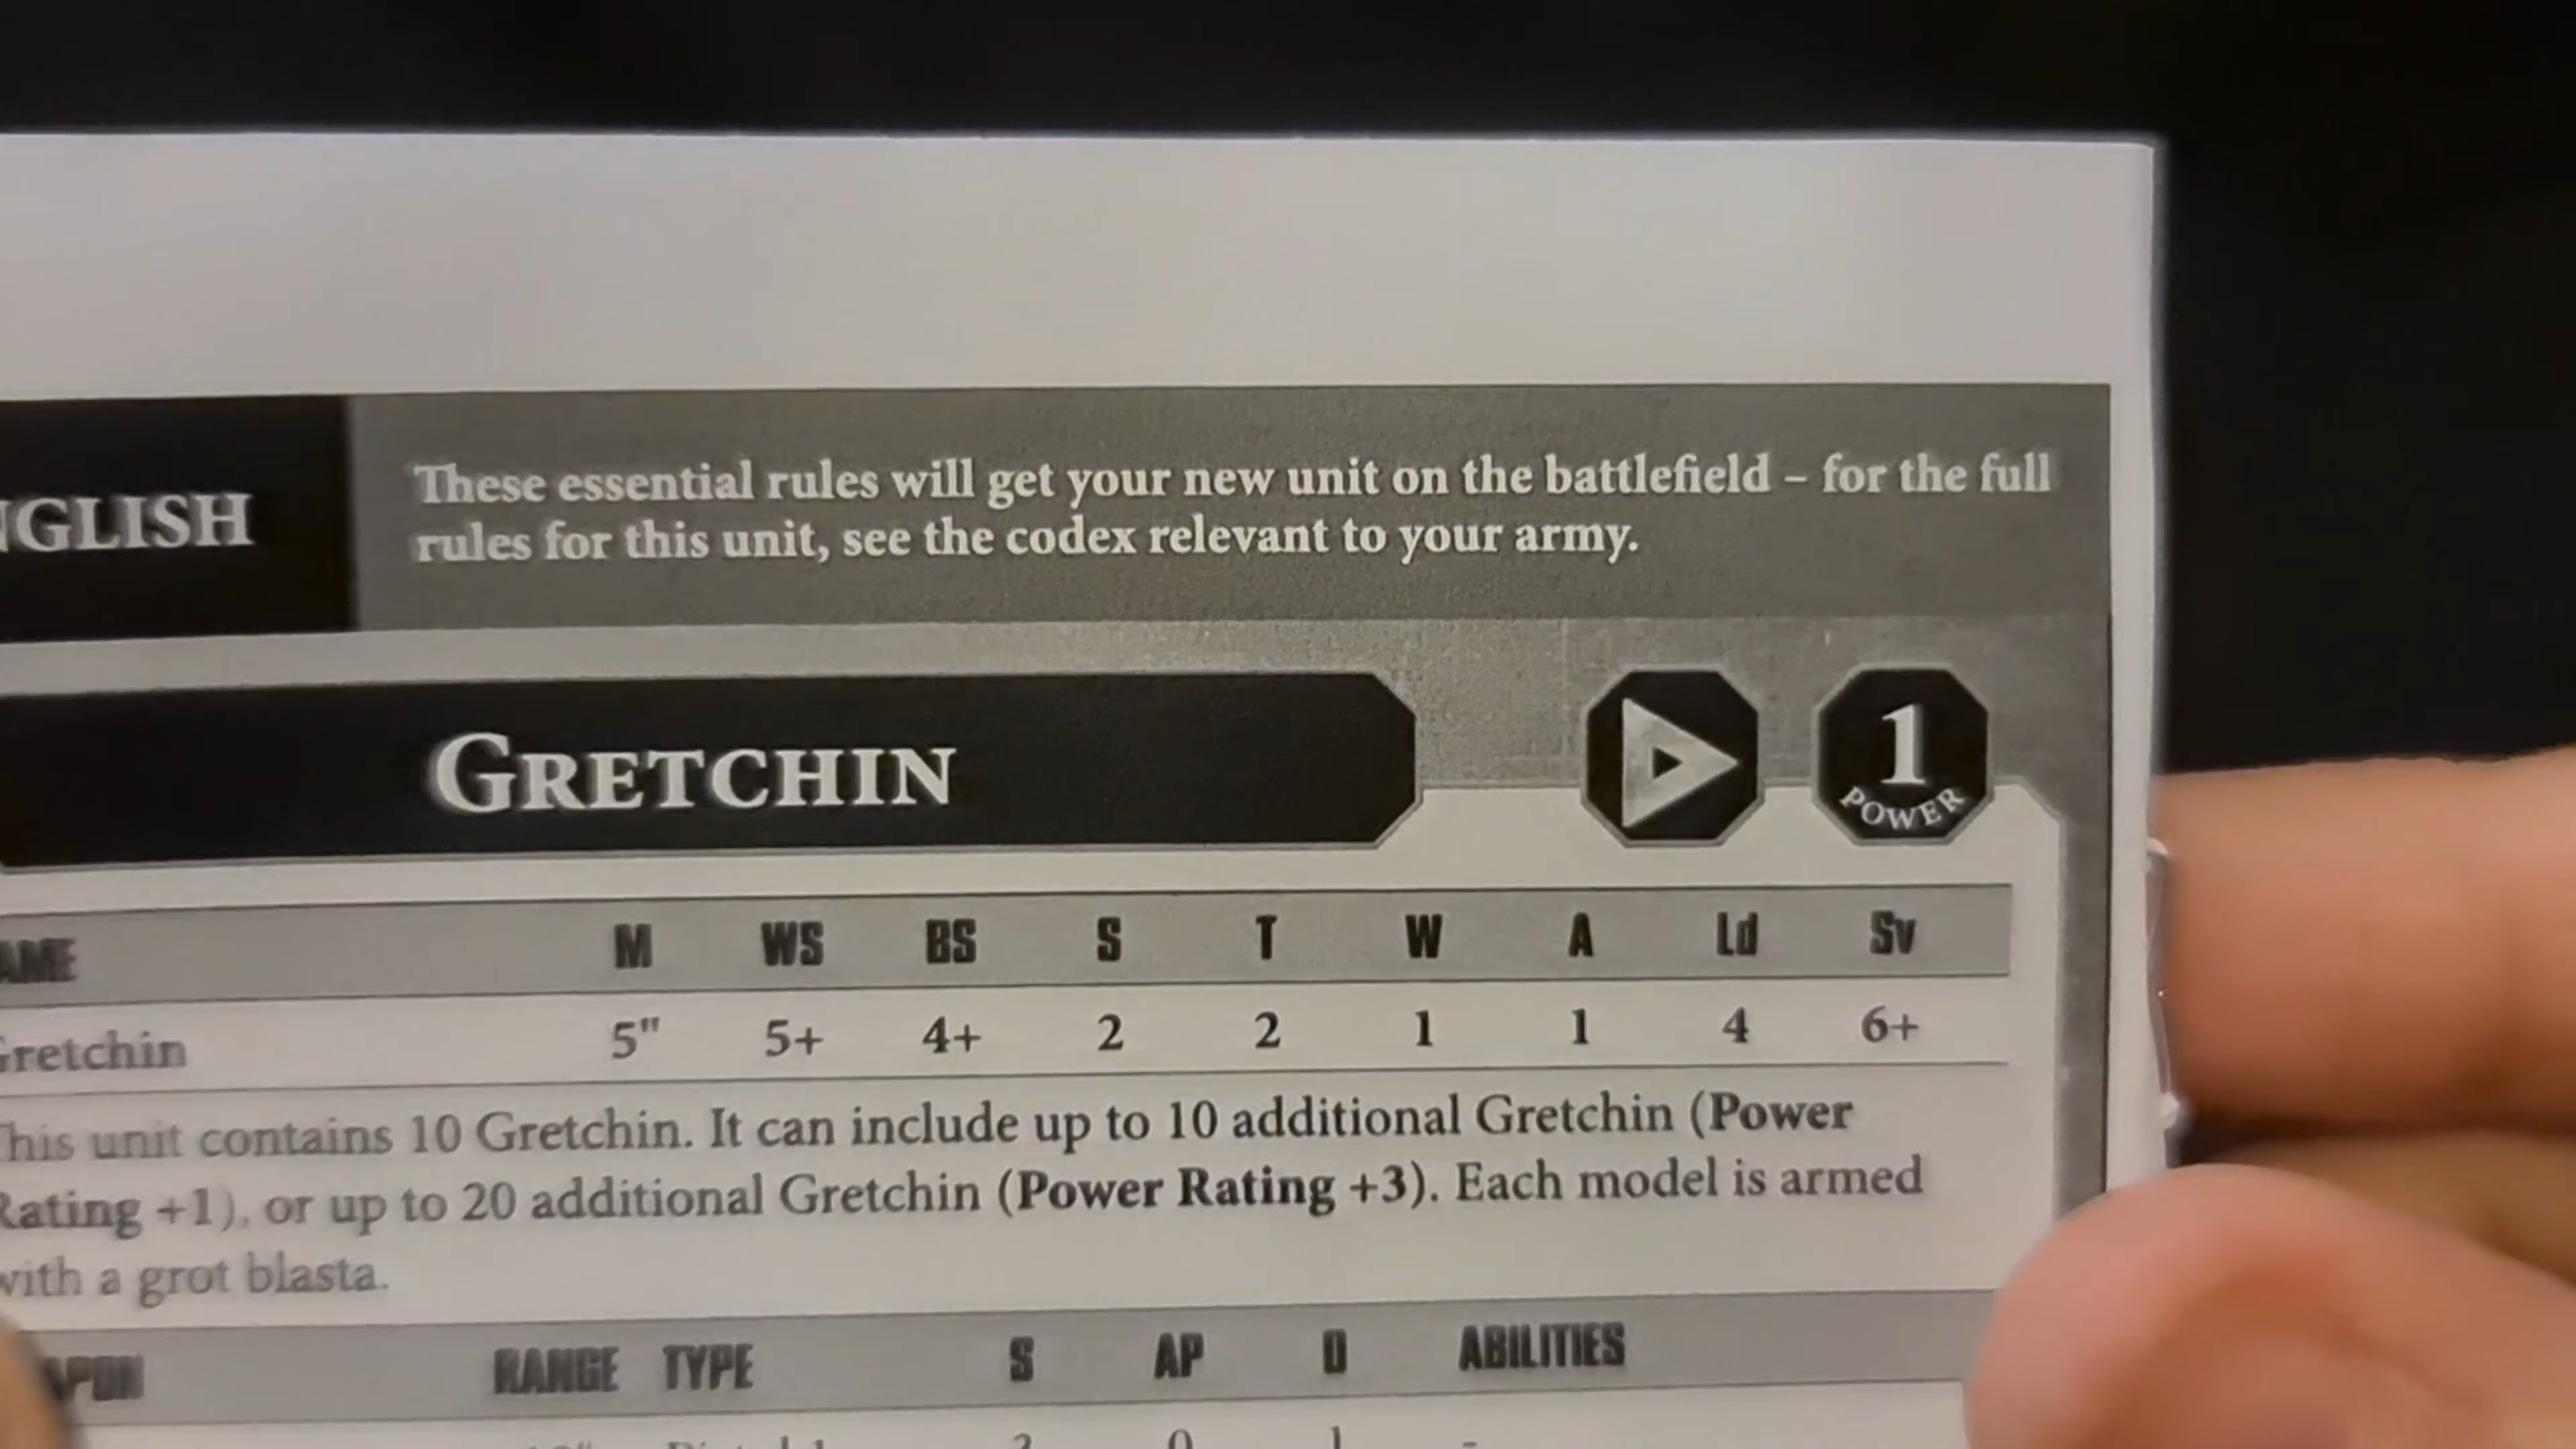 These essential rules will get your new unit on the battlefield – for the full
rules for this unit, see the codex relevant to your army.
GRETCHIN
1
POWER
M WS BS S T W A Ld Sv
5" 5+ 4+ 2 2 1 1 4 6+
This unit contains 10 Gretchin. It can include up to 10 additional Gretchin (Power
Rating +1), or up to 20 additional Gretchin (Power Rating +3). Each model is armed
with a grot blasta.
RANGE TYPE S AP D ABILITIES